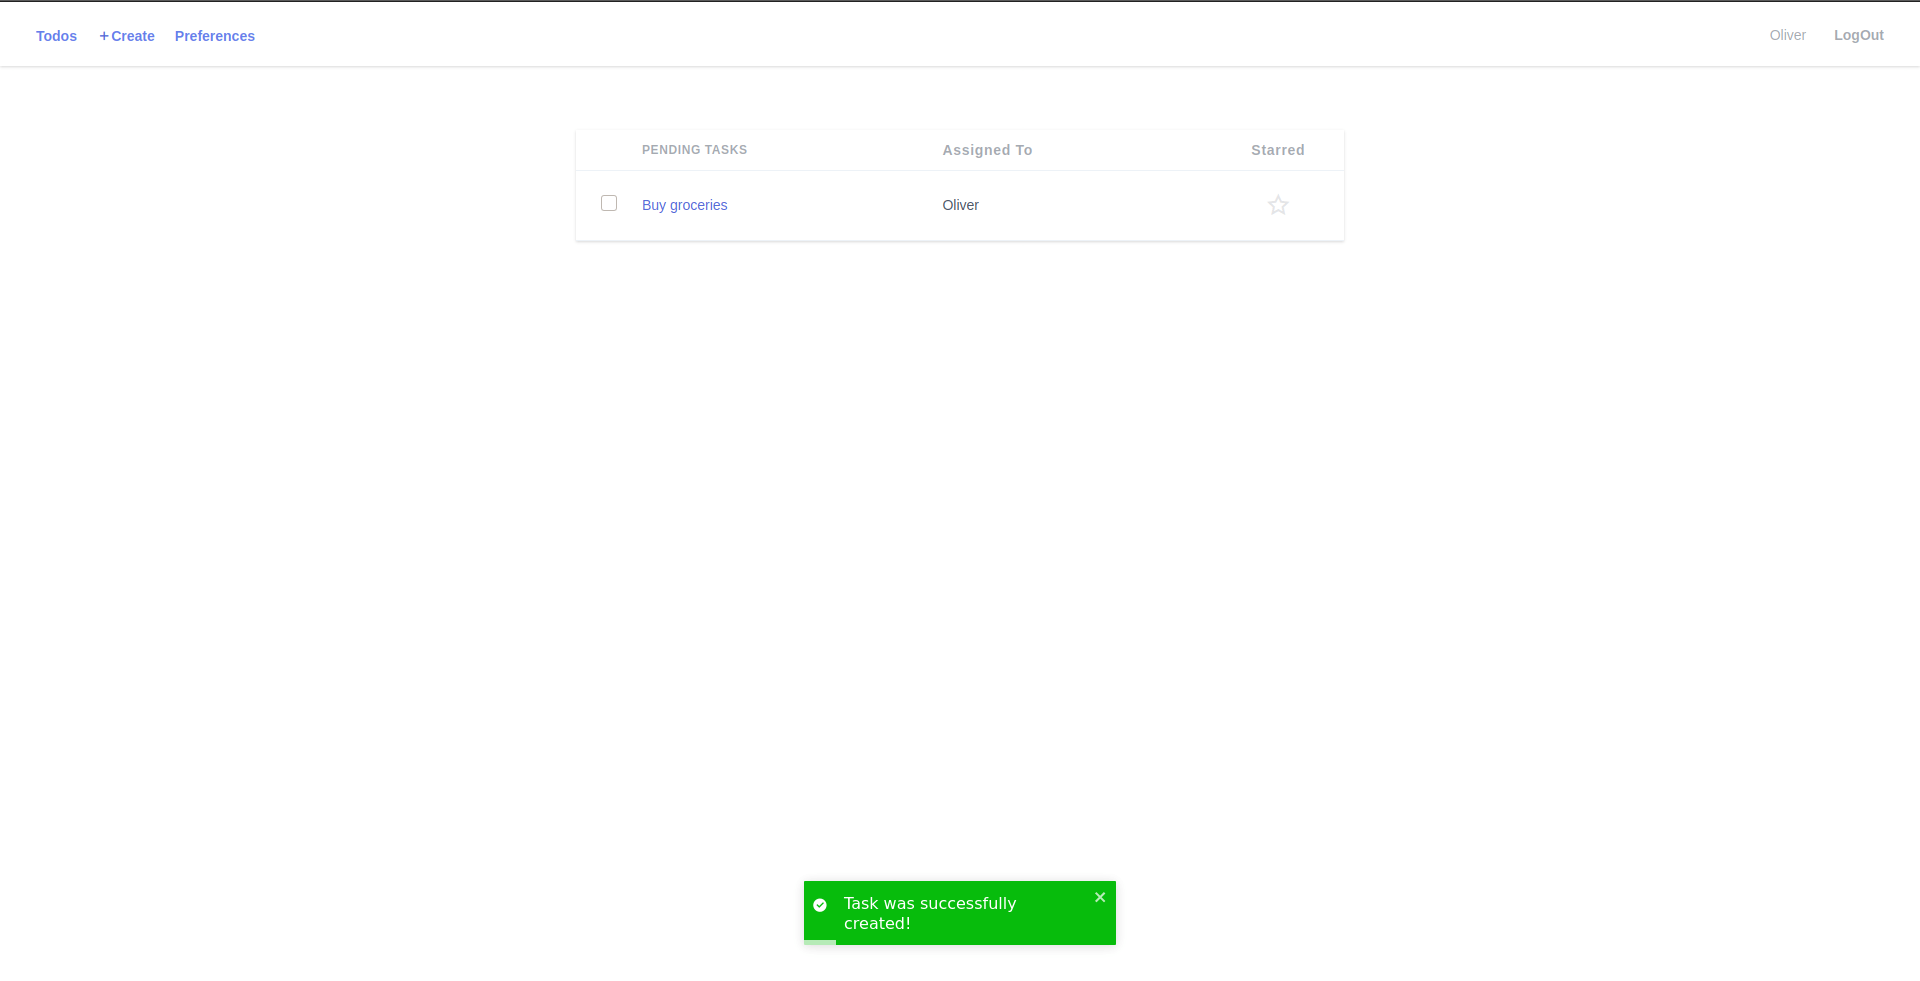 Todos +Create Preferences Oliver LogOut
PENDING TASKS Assigned To Starred
Buy groceries Oliver
Task was successfully
created!